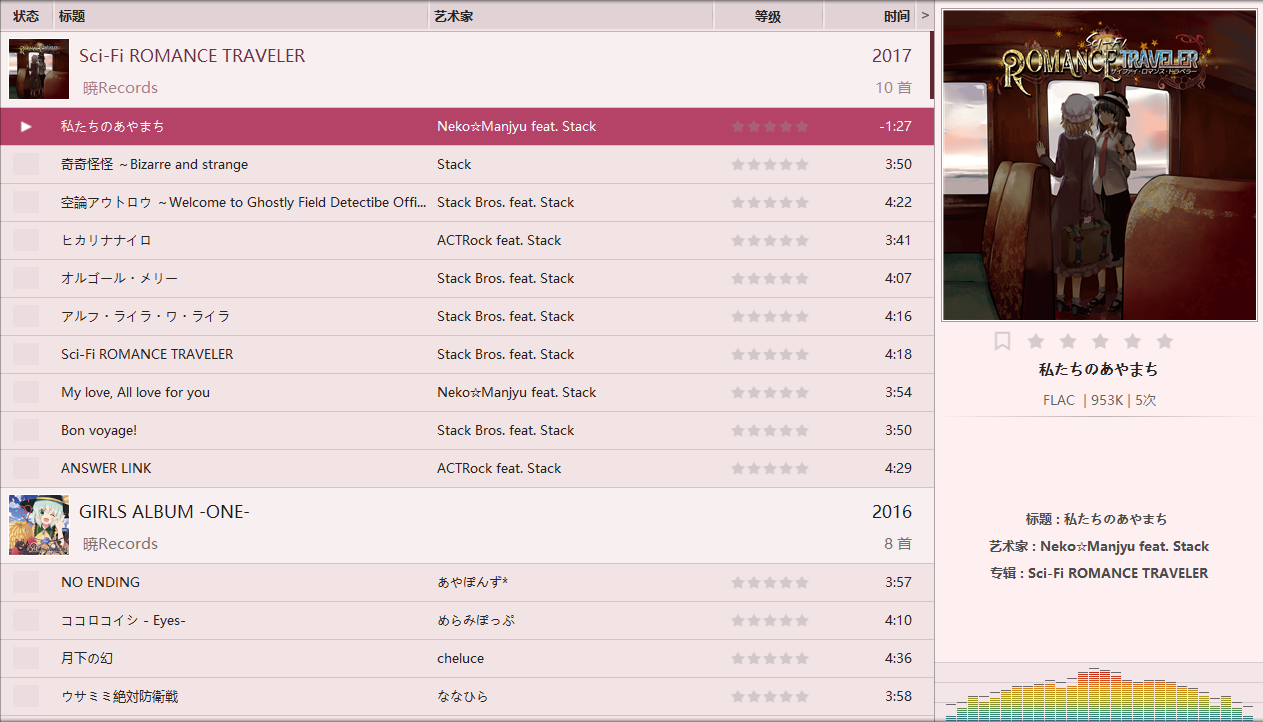 状态 标题 艺术家 等级 时间 >
Sci-Fi ROMANCE TRAVELER 2017
暁Records 10 首
私たちのあやまち Neko☆Manjyu feat. Stack -1:27
奇奇怪怪 ～Bizarre and strange Stack 3:50
空論アウトロウ ～Welcome to Ghostly Field Detectibe Offi... Stack Bros. feat. Stack 4:22
ヒカリナナイロ ACTRock feat. Stack 3:41
オルゴール・メリー Stack Bros. feat. Stack 4:07
アルフ・ライラ・ワ・ライラ Stack Bros. feat. Stack 4:16
Sci-Fi ROMANCE TRAVELER Stack Bros. feat. Stack 4:18
My love, All love for you Neko☆Manjyu feat. Stack 3:54
Bon voyage! Stack Bros. feat. Stack 3:50
ANSWER LINK ACTRock feat. Stack 4:29
GIRLS ALBUM -ONE- 2016
暁Records 8 首
NO ENDING あやぽんず* 3:57
ココロコイシ - Eyes- めらみぽっぷ 4:10
月下の幻 cheluce 4:36
ウサミミ絶対防衛戦 ななひら 3:58
Sci-Fi
ROMANCE TRAVELER
サイファイ・ロマンス・トラベラー
私たちのあやまち
FLAC | 953K | 5次
标题 : 私たちのあやまち
艺术家 : Neko☆Manjyu feat. Stack
专辑 : Sci-Fi ROMANCE TRAVELER